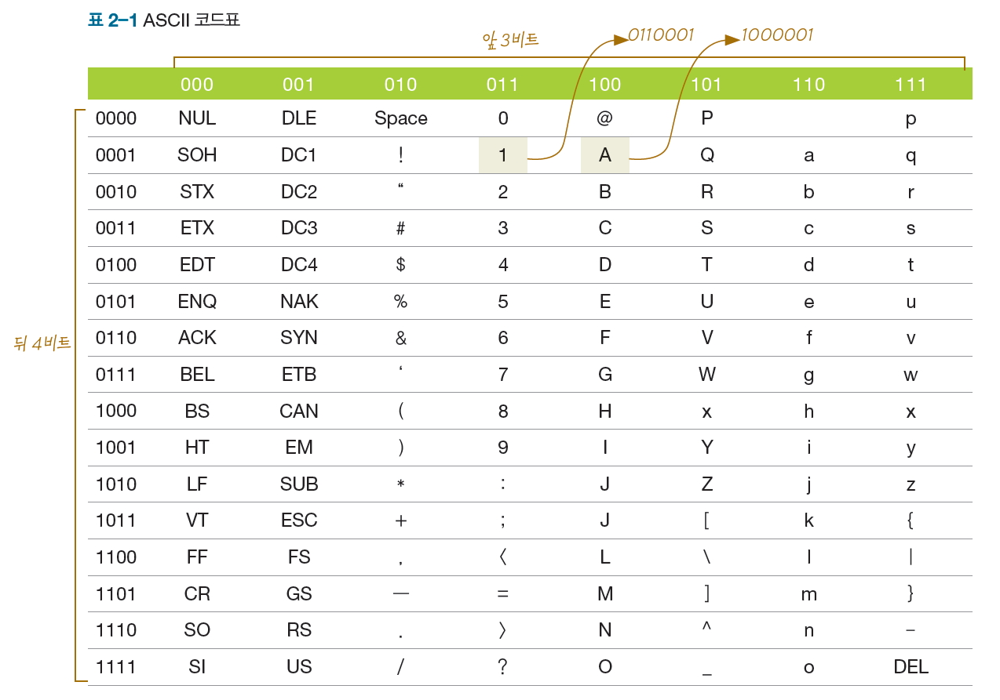 표 2-1 ASCII 코드표
앞 3비트 0110001 1000001
000 001 010 011 100 101 110 111
0000 NUL DLE Space 0 @ P p
0001 SOH DC1 ! 1 A Q a q
0010 STX DC2 “ 2 B R b r
0011 ETX DC3 # 3 C S c s
0100 EDT DC4 $ 4 D T d t
0101 ENQ NAK % 5 E U e u
뒤 4비트
0110 ACK SYN & 6 F V f v
0111 BEL ETB ‘ 7 G W g w
1000 BS CAN ( 8 H x h x
1001 HT EM ) 9 I Y i y
1010 LF SUB * : J Z j z
1011 VT ESC + ; J [ k {
1100 FF FS , 〈 L \ l |
1101 CR GS — = M ] m }
1110 SO RS . 〉 N ^ n –
1111 SI US / ? O _ o DEL